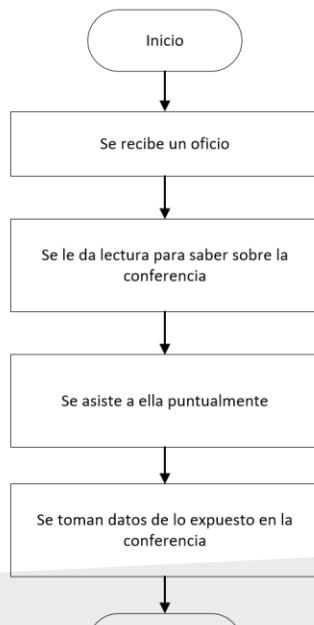 Inicio
Se recibe un oficio
Se le da lectura para saber sobre la
conferencia
Se asiste a ella puntualmente
Se toman datos de lo expuesto en la
conferencia